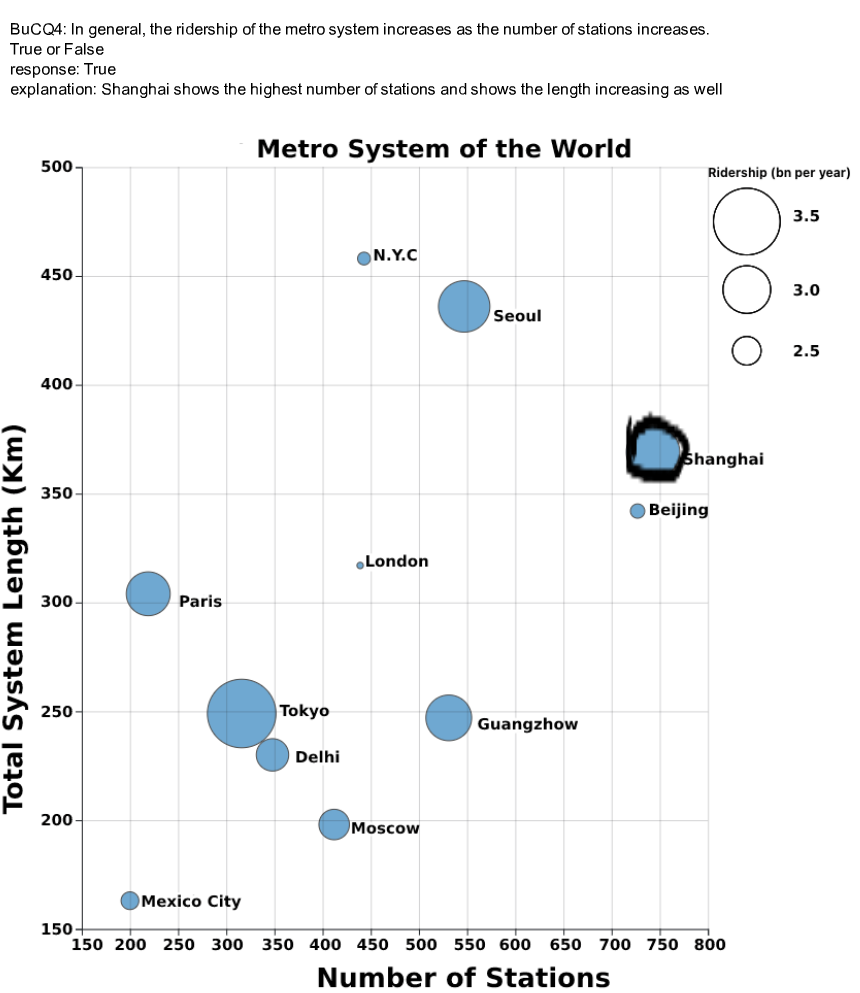 BuCQ4: In general, the ridership of the metro system increases as the number of stations increases.
True or False
response: True
explanation: Shanghai shows the highest number of stations and shows the length increasing as well
Metro System of the World
Ridership (bn per year)
3.5
3.0
2.5
500
450
400
350
300
250
200
150
Total System Length (Km)
N.Y.C
Seoul
Shanghai
Beijing
London
Paris
Tokyo
Guangzhow
Delhi
Moscow
Mexico City
150 200 250 300 350 400 450 500 550 600 650 700 750 800
Number of Stations